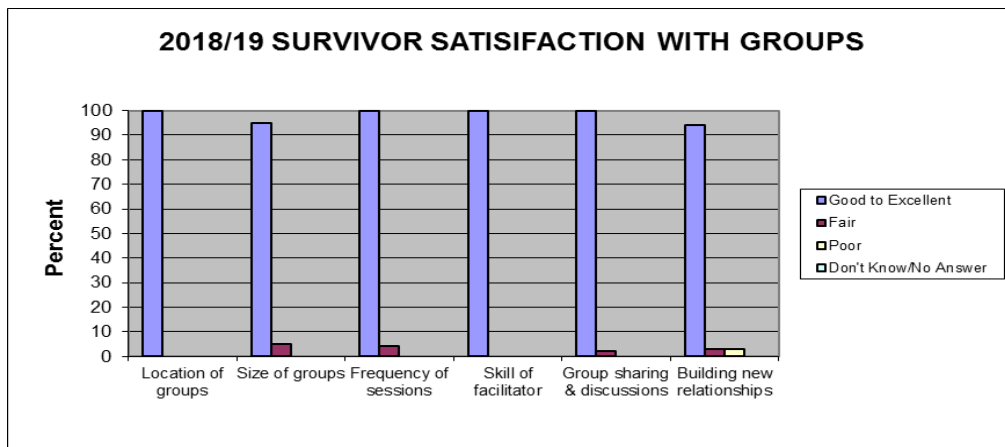 2018/19 SURVIVOR SATISIFACTION WITH GROUPS
Percent
100
90
80
70
60
50
40
30
20
10
0
Location of
groups
Size of groups
Frequency of
sessions
Skill of
facilitator
Group sharing
& discussions
Building new
relationships
Good to Excellent
Fair
Poor
Don't Know/No Answer